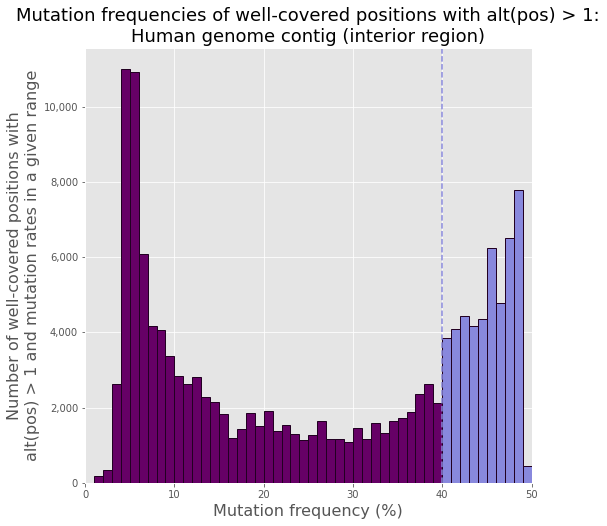 Mutation frequencies of well-covered positions with alt(pos) > 1:
Human genome contig (interior region)
Number of well-covered positions with
alt(pos) > 1 and mutation rates in a given range
10,000
8,000
6,000
4,000
2,000
0
0 10 20 30 40 50
Mutation frequency (%)